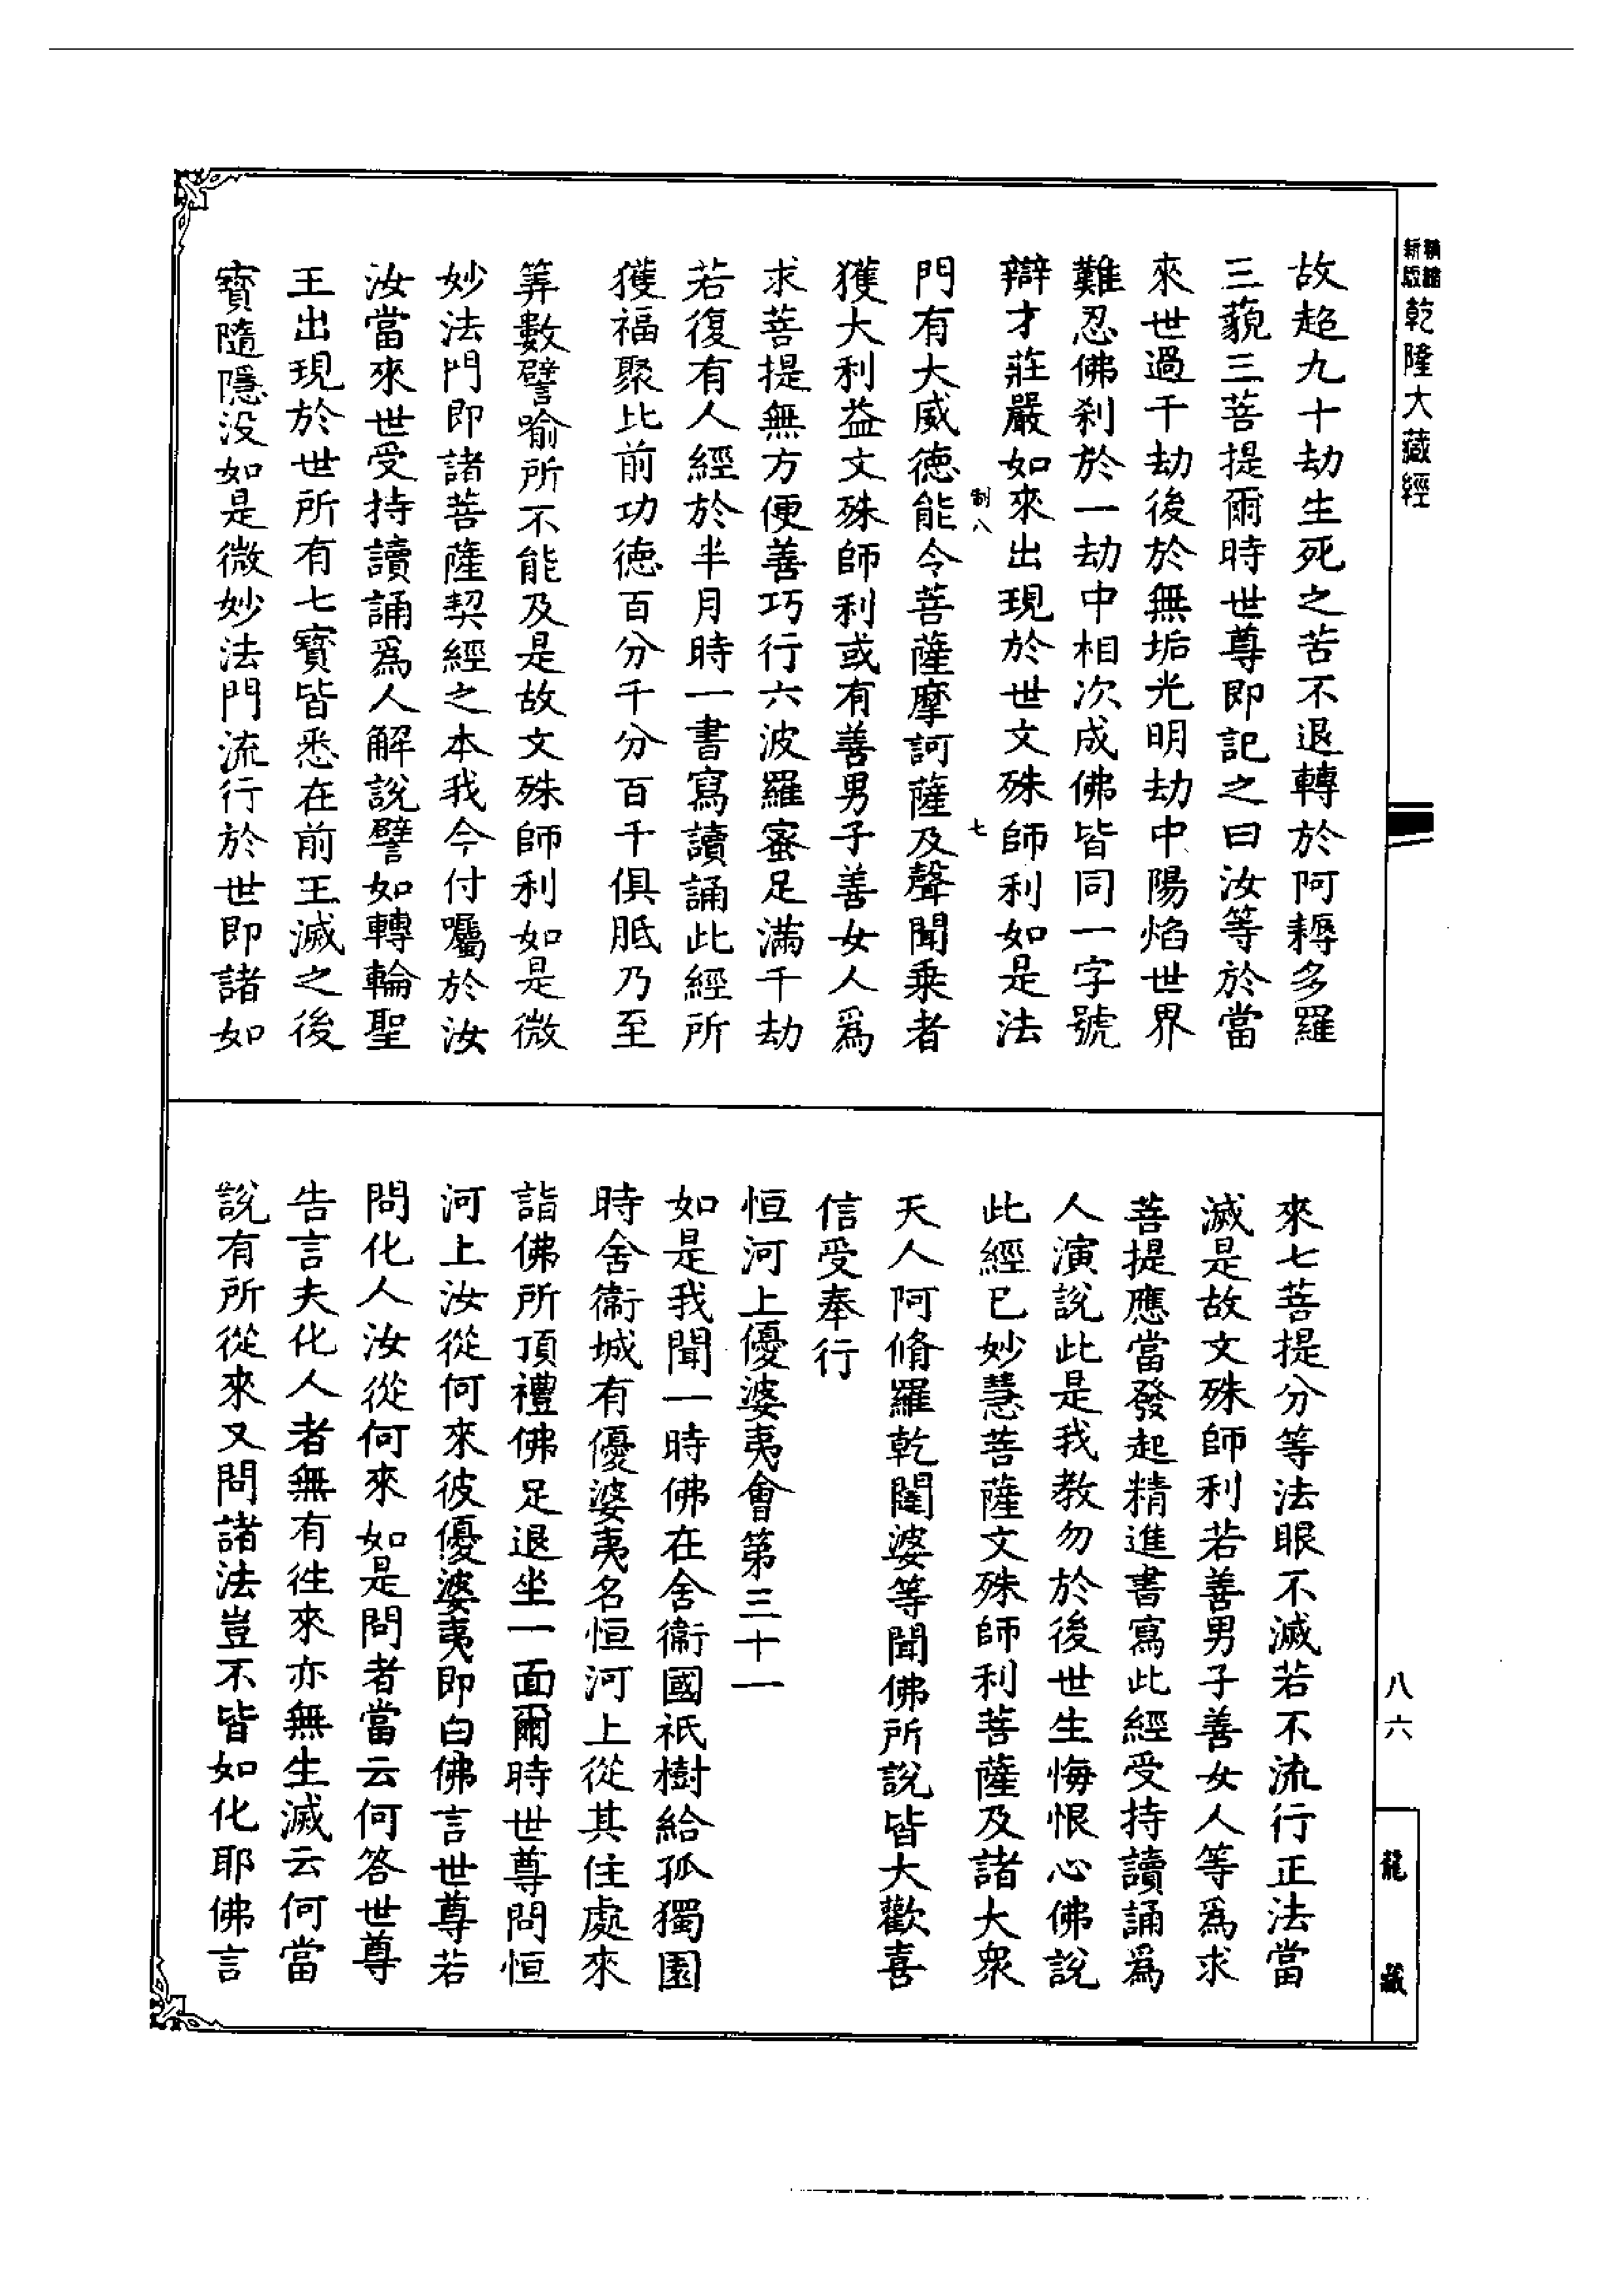 精縮
新版
乾隆大藏經
故超九十劫生死之苦不退轉於阿耨多羅
三藐三菩提爾時世尊即記之曰汝等於當
來世過千劫後於無垢光明劫中陽焰世界
難忍佛刹於一劫中相次成佛皆同一字號
辯才莊嚴如來出現於世文殊師利如是法
制八
七
門有大威德能令菩薩摩訶薩及聲聞乗者
獲大利益文殊師利或有善男子善女人爲
求菩提無方便善巧行六波羅蜜足滿千劫
若復有人經於半月時一書寫讀誦此經所
獲福聚比前功德百分千分百千俱胝乃至
筭數譬喻所不能及是故文殊師利如是微
妙法門即諸菩薩契經之本我今付囑於汝
汝當來世受持讀誦爲人解說譬如轉輪聖
王出現於世所有七寳皆悉在前王滅之後
寳隨隱没如是微妙法門流行於世即諸如
來七菩提分等法眼不滅若不流行正法當
滅是故文殊師利若善男子善女人等爲求
菩提應當發起精進書寫此經受持讀誦爲
人演說此是我教勿於後世生悔恨心佛說
此經已妙慧菩薩文殊師利菩薩及諸大衆
天人阿脩羅乾闥婆等聞佛所說皆大歡喜
信受奉行
恒河上優婆夷會第三十一
如是我聞一時佛在舍衞國祇樹給孤獨園
時舍衞城有優婆夷名恒河上從其住處來
詣佛所頂禮佛足退坐一面爾時世尊問恒
河上汝從何來彼優婆夷即白佛言世尊若
問化人汝從何來如是問者當云何答世尊
告言夫化人者無有徃來亦無生滅云何當
說有所從來又問諸法豈不皆如化耶佛言
八六
龍藏